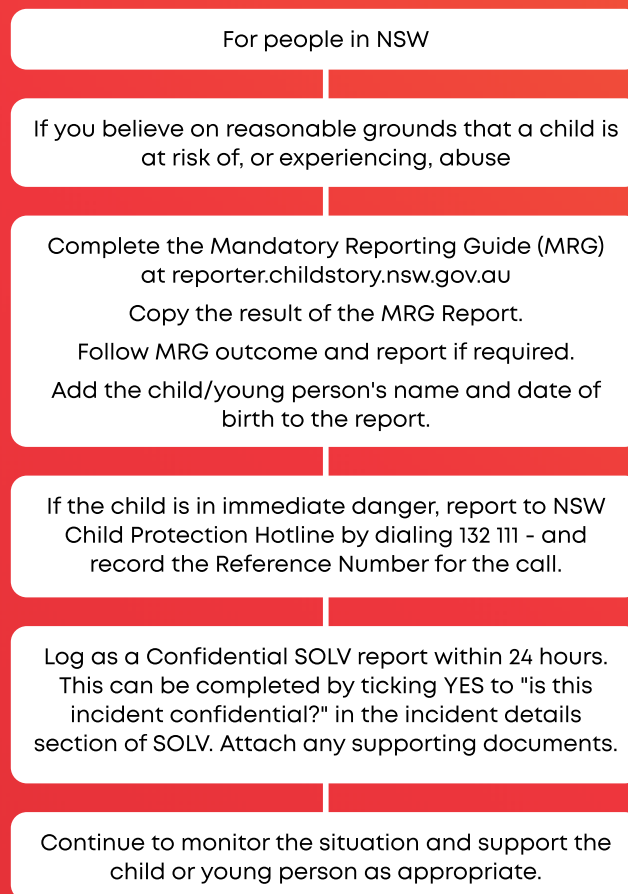 For people in NSW
If you believe on reasonable grounds that a child is
at risk of, or experiencing, abuse
Complete the Mandatory Reporting Guide (MRG)
at reporter.childstory.nsw.gov.au
Copy the result of the MRG Report.
Follow MRG outcome and report if required.
Add the child/young person's name and date of
birth to the report.
If the child is in immediate danger, report to NSW
Child Protection Hotline by dialing 132 111 - and
record the Reference Number for the call.
Log as a Confidential SOLV report within 24 hours.
This can be completed by ticking YES to "is this
incident confidential?" in the incident details
section of SOLV. Attach any supporting documents.
Continue to monitor the situation and support the
child or young person as appropriate.